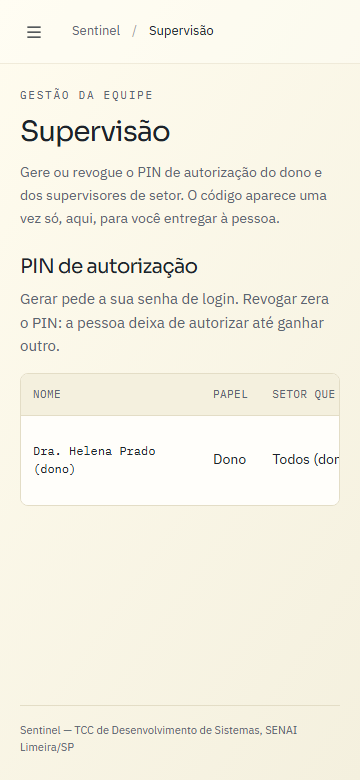 Sentinel / Supervisão
GESTÃO DA EQUIPE
Supervisão
Gere ou revogue o PIN de autorização do dono e
dos supervisores de setor. O código aparece uma
vez só, aqui, para você entregar à pessoa.
PIN de autorização
Gerar pede a sua senha de login. Revogar zera
o PIN: a pessoa deixa de autorizar até ganhar
outro.
NOME PAPEL SETOR QUE
Dra. Helena Prado
(dono)
Dono Todos (dor
Sentinel — TCC de Desenvolvimento de Sistemas, SENAI
Limeira/SP